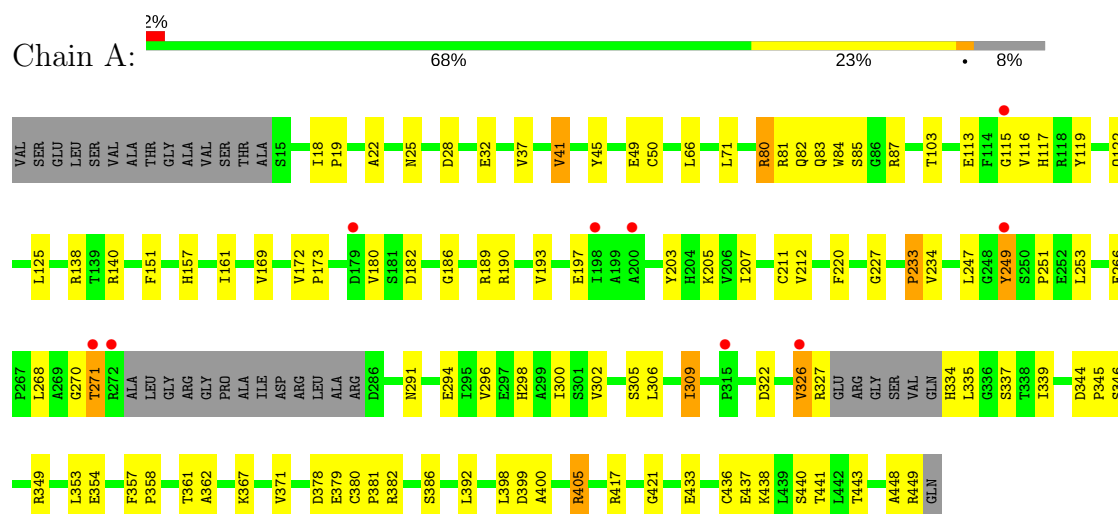 2%
Chain A:
68% 23% • 8%
VAL SER GLU LEU SER VAL ALA THR GLY ALA VAL SER THR ALA S15 I18 P19 A22 N25 D28 E32 V37 V41 Y45 E49 C50 L66 L71 R80 R81 Q82 Q83 W84 S85 G86 R87 T103 E113 F114 G115 V116 H117 R118 Y119
L125 R138 T139 R140 F151 H157 I161 V169 V172 P173 D179 V180 S181 D182 G186 R189 R190 V193 E197 I198 A199 A200 Y203 H204 K205 V206 I207 C211 V212 F220 G227 P233 V234 L247 G248 Y249 S250 P251 E252 L253
P267 L268 A269 G270 T271 R272 ALA LEU GLY ARG GLY PRO ALA ILE ASP ARG LEU ALA ARG D286 N291 E294 I295 V296 E297 H298 A299 I300 S301 V302 S305 L306 I309 P315 D322 V326 R327 GLU ARG GLY SER VAL GLN H334 L335 G336 S337 T338 I339 D344 P345 S346
R349 L353 E354 F357 P358 T361 A362 K367 V371 D378 E379 C380 P381 R382 S386 L392 L398 D399 A400 R405 R417 G421 E433 C436 E437 K438 L439 S440 T441 L442 T443 A448 R449 GLN